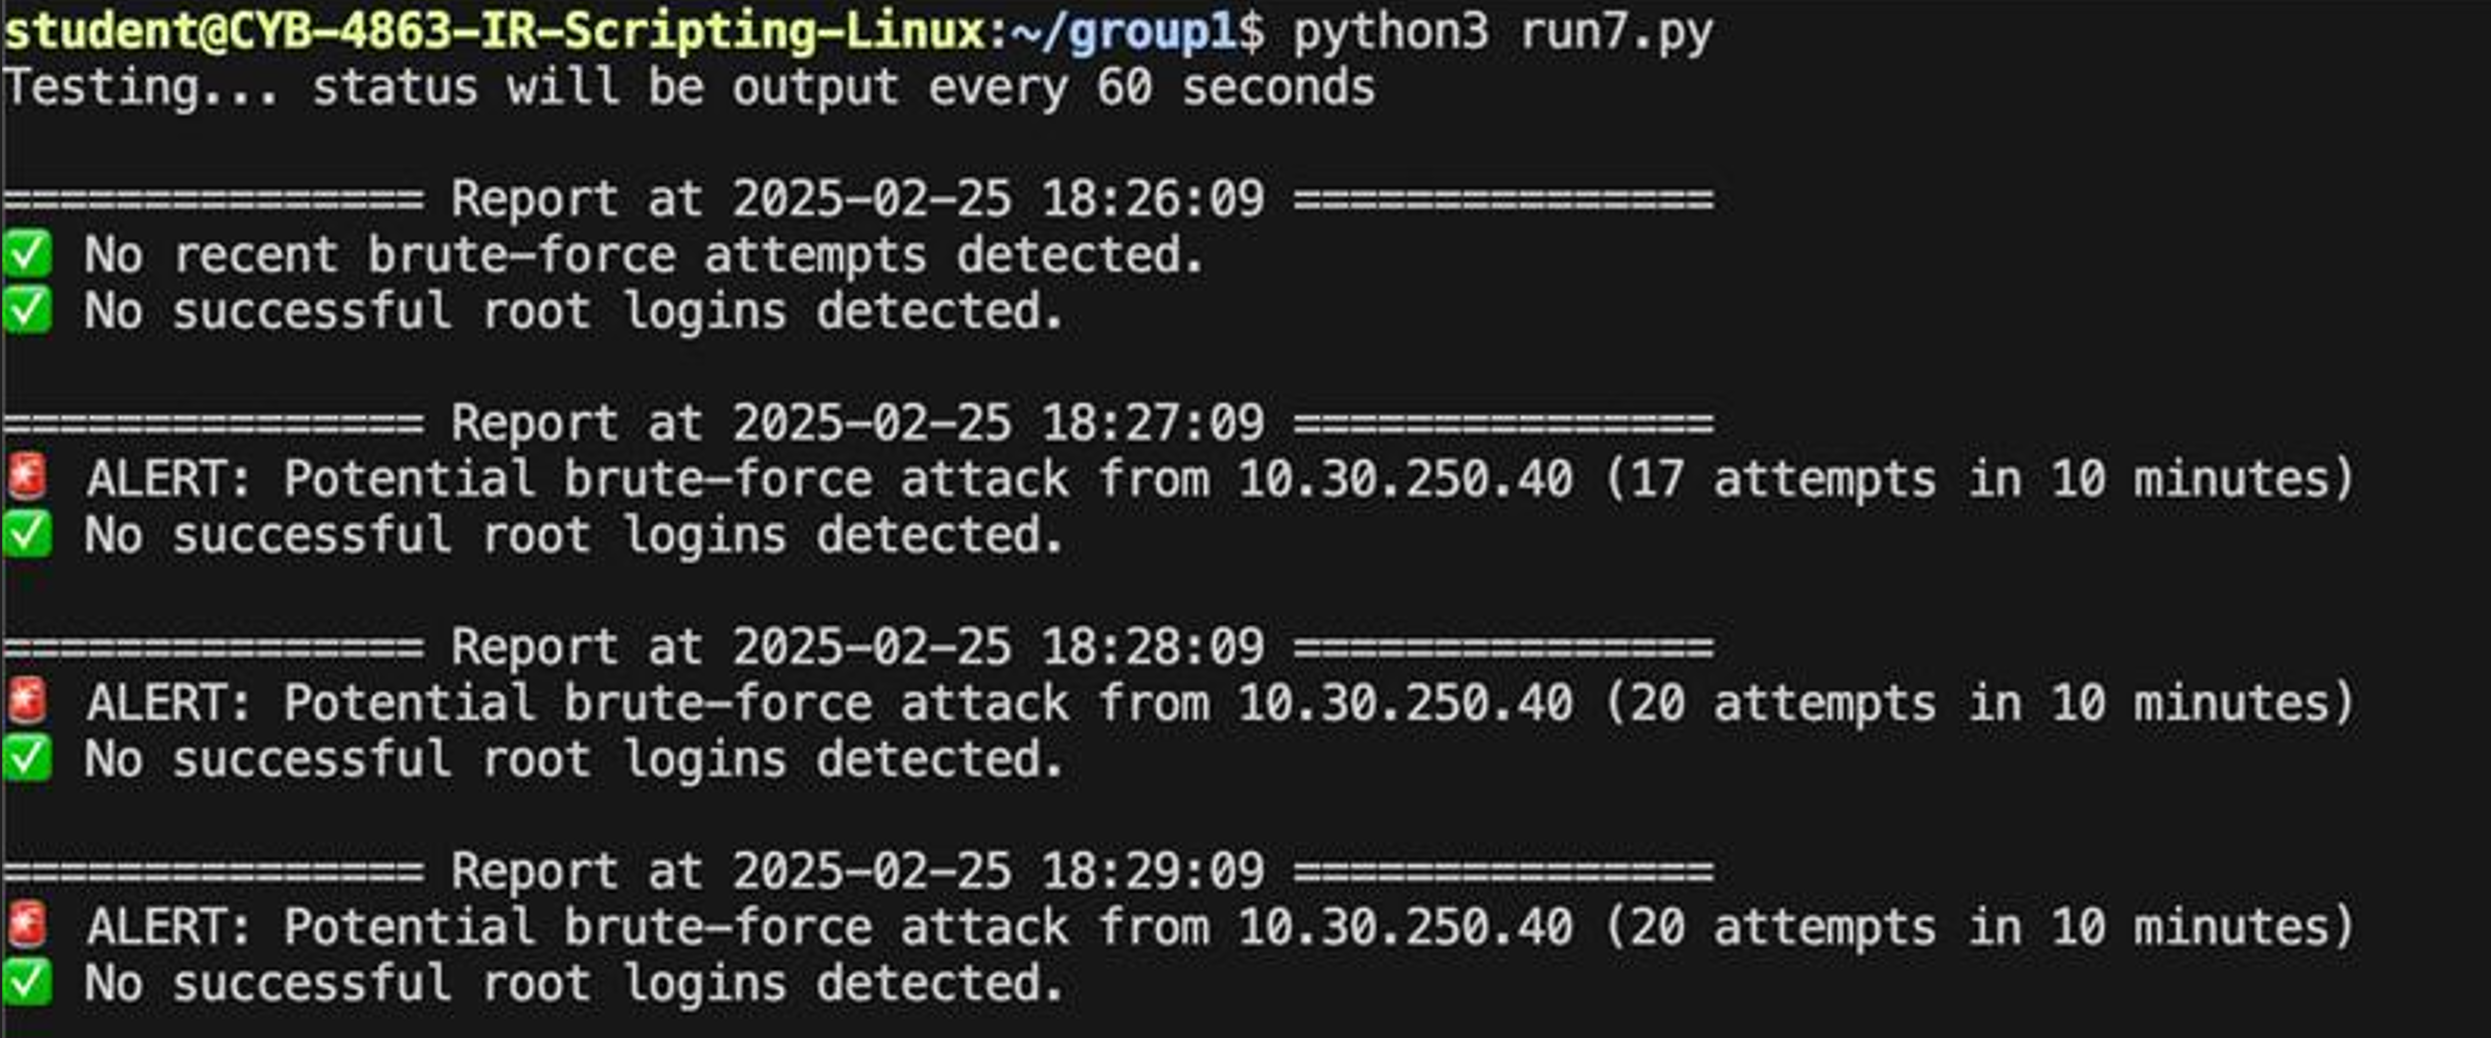 student@CYB-4863-IR-Scripting-Linux:~/group1$ python3 run7.py
Testing... status will be output every 60 seconds
=============== Report at 2025-02-25 18:26:09 ===============
✅ No recent brute-force attempts detected.
✅ No successful root logins detected.
=============== Report at 2025-02-25 18:27:09 ===============
🚨 ALERT: Potential brute-force attack from 10.30.250.40 (17 attempts in 10 minutes)
✅ No successful root logins detected.
=============== Report at 2025-02-25 18:28:09 ===============
🚨 ALERT: Potential brute-force attack from 10.30.250.40 (20 attempts in 10 minutes)
✅ No successful root logins detected.
=============== Report at 2025-02-25 18:29:09 ===============
🚨 ALERT: Potential brute-force attack from 10.30.250.40 (20 attempts in 10 minutes)
✅ No successful root logins detected.